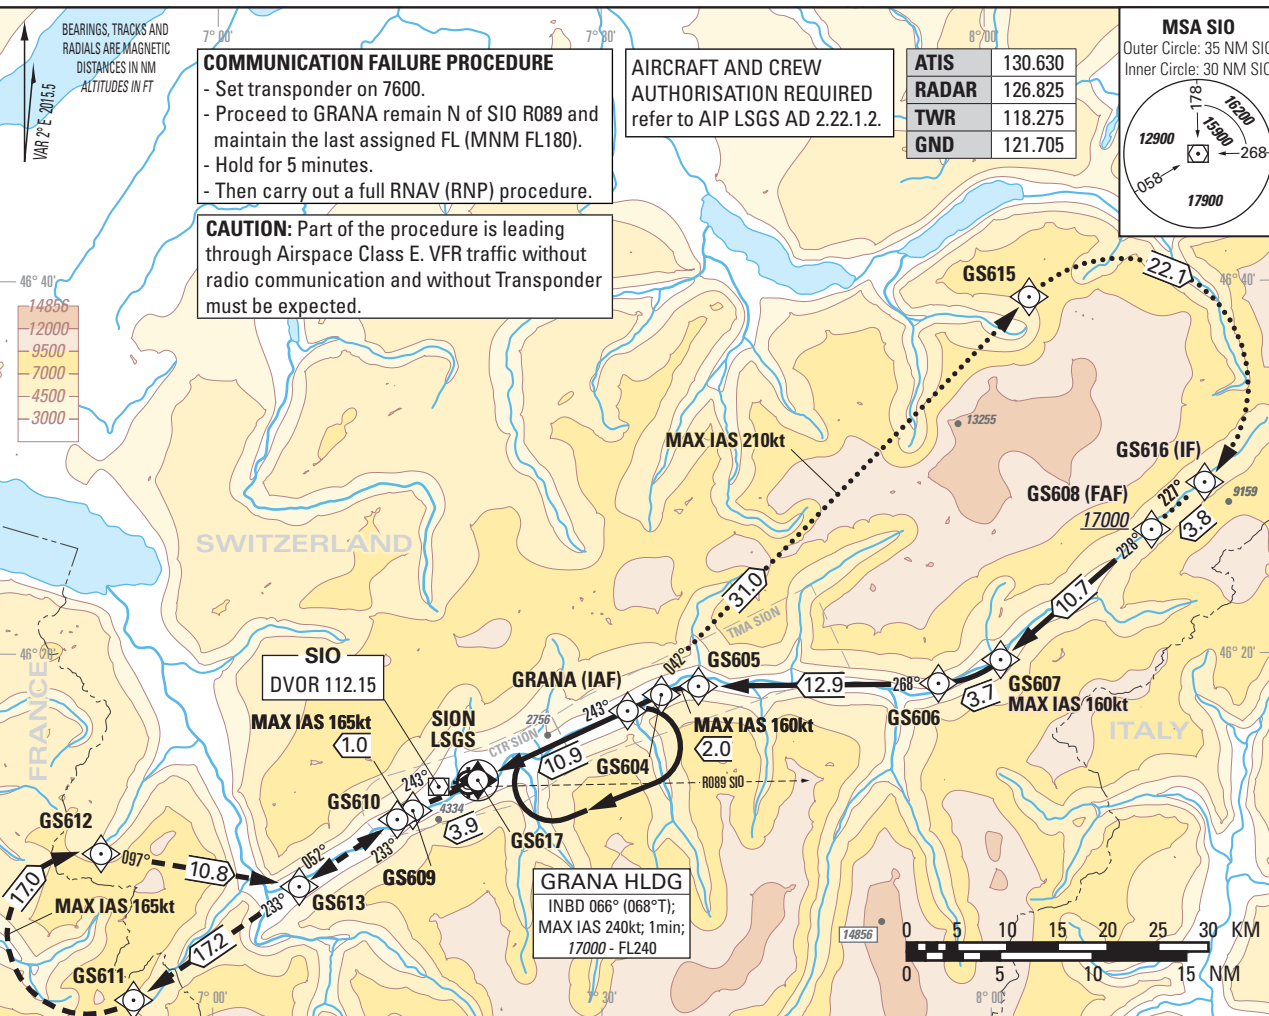 BEARINGS, TRACKS AND
RADIALS ARE MAGNETIC
DISTANCES IN NM
ALTITUDES IN FT
VAR 2° E 2015.5
7° 00'
7° 30'
8° 00'
COMMUNICATION FAILURE PROCEDURE
- Set transponder on 7600.
- Proceed to GRANA remain N of SIO R089 and
maintain the last assigned FL (MNM FL180).
- Hold for 5 minutes.
- Then carry out a full RNAV (RNP) procedure.
CAUTION: Part of the procedure is leading
through Airspace Class E. VFR traffic without
radio communication and without Transponder
must be expected.
AIRCRAFT AND CREW
AUTHORISATION REQUIRED
refer to AIP LSGS AD 2.22.1.2.
ATIS 130.630
RADAR 126.825
TWR 118.275
GND 121.705
MSA SIO
Outer Circle: 35 NM SIO
Inner Circle: 30 NM SIO
178
16200
15900
12900
268
058
17900
46° 40'
46° 40'
14856
12000
9500
7000
4500
3000
GS615
22.1
13255
MAX IAS 210kt
GS616 (IF)
227°
9159
GS608 (FAF)
17000
3.8
228°
SWITZERLAND
31.0
10.7
TMA SION
46° 20'
46° 20'
FRANCE
SIO
DVOR 112.15
042°
GRANA (IAF)
GS605
12.9
268°
GS607
MAX IAS 160kt
3.7
GS606
ITALY
MAX IAS 165kt
1.0
SION
LSGS
2756
243°
CTR SION
MAX IAS 160kt
2.0
10.9
GS604
R089 SIO
243°
GS610
4334
3.9
GS617
GS612
097°
10.8
052°
233°
GS609
17.0
MAX IAS 165kt
233°
GS613
17.2
GS611
GRANA HLDG
INBD 066° (068°T);
MAX IAS 240kt; 1min;
17000 - FL240
14856
0 5 10 15 20 25 30 KM
0 5 10 15 NM
7° 00'
7° 30'
8° 00'